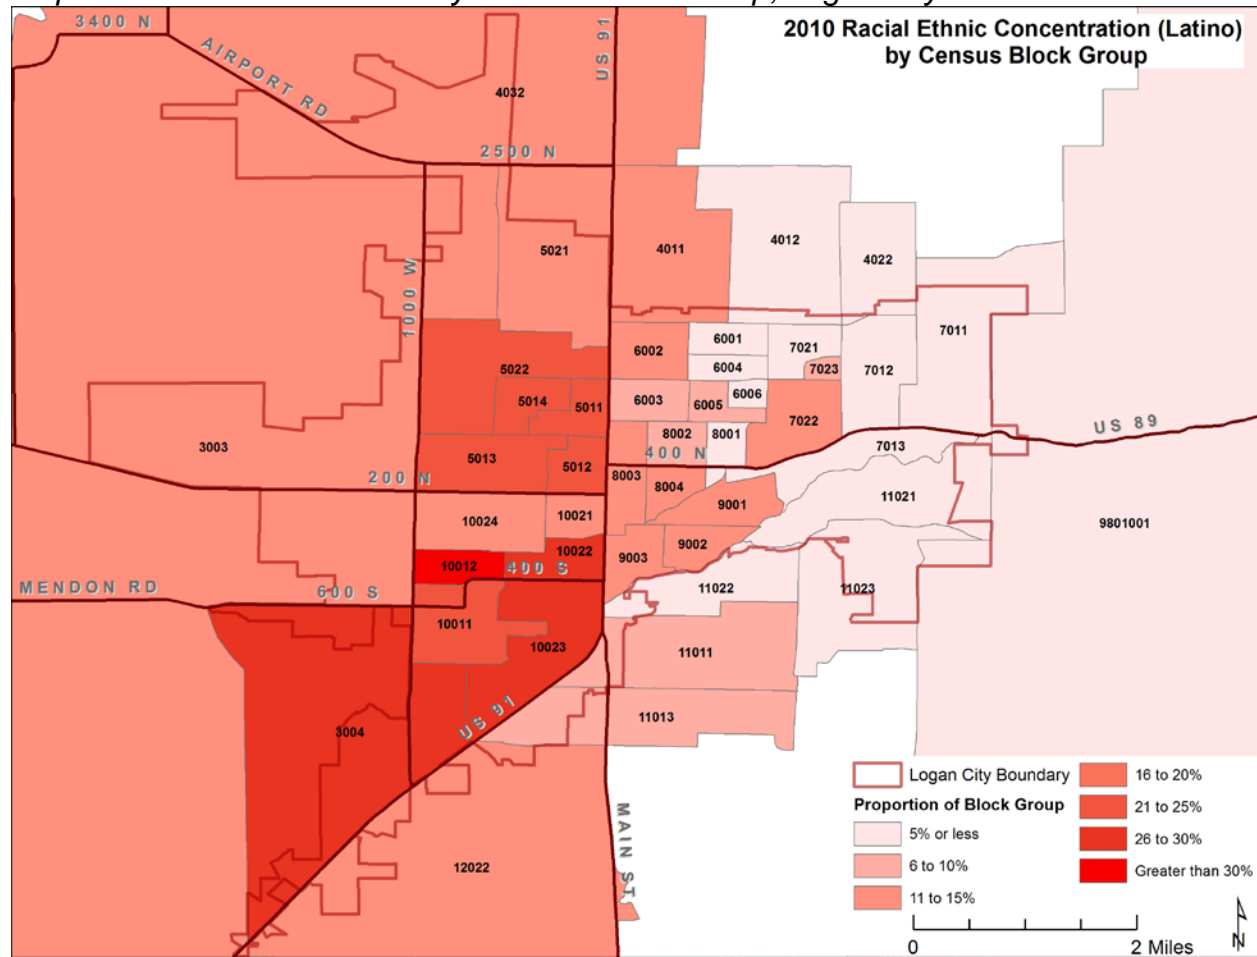 3400 N
AIRPORT RD
US 91
2010 Racial Ethnic Concentration (Latino)
by Census Block Group
4032
2500 N
5021
4011
4012
4022
1000 W
7011
6002
6001
7021
5022
6004
7023
7012
5014
5011
6003
6005
6006
7022
US 89
3003
8002
8001
7013
5013
400 N
5012
200 N
8003
8004
11021
9001
10024
10021
9801001
10022
9002
9003
10012
400 S
MENDON RD
600 S
11022
11023
10011
10023
11011
US 91
11013
3004
MAIN ST
12022
Logan City Boundary
Proportion of Block Group
5% or less
6 to 10%
11 to 15%
16 to 20%
21 to 25%
26 to 30%
Greater than 30%
0
2 Miles
N